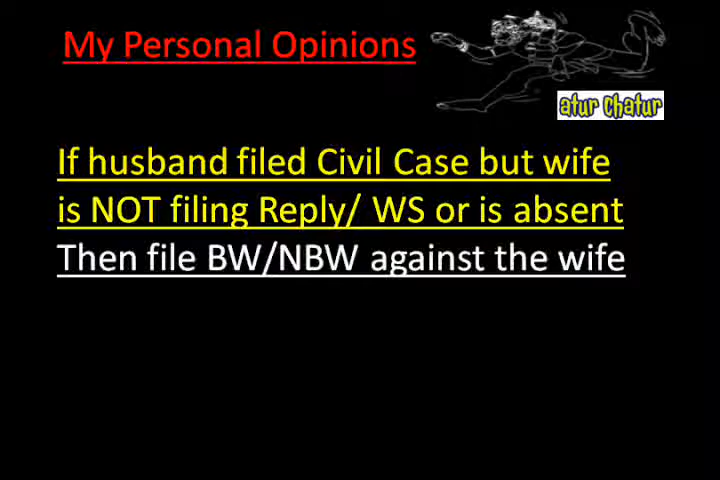 My Personal Opinions
atur chatur
If husband filed Civil Case but wife
is NOT filing Reply/ WS or is absent
Then file BW/NBW against the wife